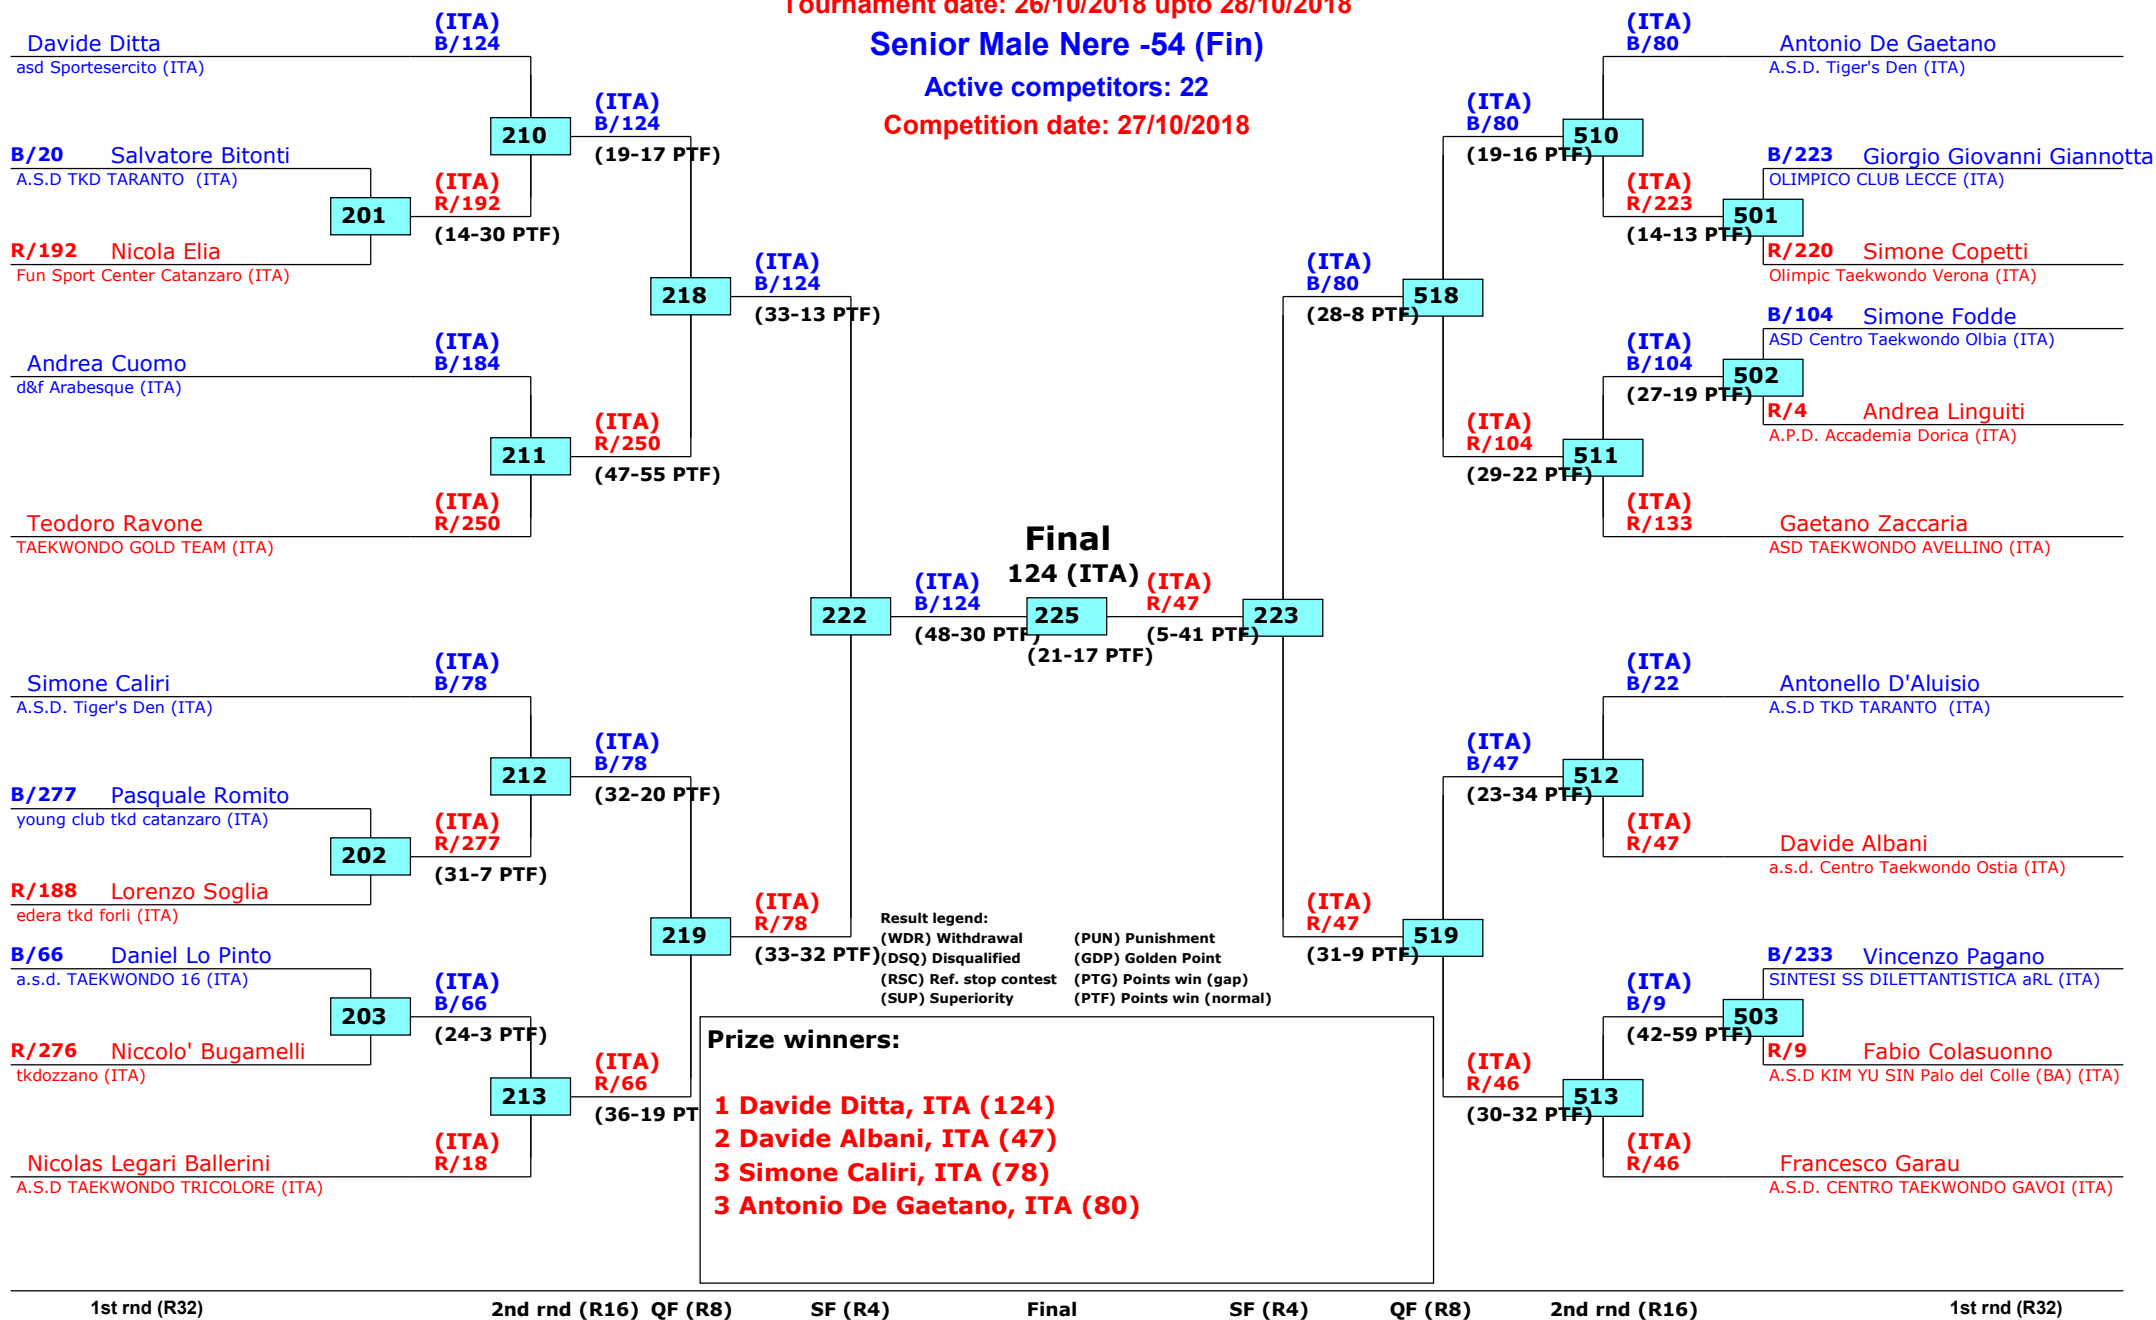 Tournament date: 26/10/2018 upto 28/10/2018
Senior Male Nere -54 (Fin)
Active competitors: 22
Competition date: 27/10/2018
Davide Ditta
asd Sportesercito (ITA)
(ITA)
B/124
B/20 Salvatore Bitonti
A.S.D TKD TARANTO (ITA)
201
R/192 Nicola Elia
Fun Sport Center Catanzaro (ITA)
(ITA)
R/192
(14-30 PTF)
210
(ITA)
B/124
(19-17 PTF)
Andrea Cuomo
d&f Arabesque (ITA)
(ITA)
B/184
211
Teodoro Ravone
TAEKWONDO GOLD TEAM (ITA)
(ITA)
R/250
(ITA)
R/250
(47-55 PTF)
218
(ITA)
B/124
(33-13 PTF)
Simone Caliri
A.S.D. Tiger's Den (ITA)
(ITA)
B/78
B/277 Pasquale Romito
young club tkd catanzaro (ITA)
202
R/188 Lorenzo Soglia
edera tkd forli (ITA)
(ITA)
R/277
(31-7 PTF)
212
(ITA)
B/78
(32-20 PTF)
B/66 Daniel Lo Pinto
a.s.d. TAEKWONDO 16 (ITA)
203
R/276 Niccolo' Bugamelli
tkdozzano (ITA)
(ITA)
B/66
(24-3 PTF)
213
Nicolas Legari Ballerini
A.S.D TAEKWONDO TRICOLORE (ITA)
(ITA)
R/18
(ITA)
R/66
(36-19 PT
219
(ITA)
R/78
(33-32 PTF)
222
(ITA)
B/124
(48-30 PTF)
Final
124 (ITA)
225
(21-17 PTF)
(ITA)
R/47
(5-41 PTF)
223
(ITA)
B/80
(28-8 PTF)
518
(ITA)
B/80
(19-16 PTF)
510
(ITA)
B/80
Antonio De Gaetano
A.S.D. Tiger's Den (ITA)
(ITA)
R/223
(14-13 PTF)
501
B/223 Giorgio Giovanni Giannotta
OLIMPICO CLUB LECCE (ITA)
R/220 Simone Copetti
Olimpic Taekwondo Verona (ITA)
B/104 Simone Fodde
ASD Centro Taekwondo Olbia (ITA)
(ITA)
B/104
(27-19 PTF)
502
R/4 Andrea Linguiti
A.P.D. Accademia Dorica (ITA)
(ITA)
R/104
(29-22 PTF)
511
(ITA)
R/133
Gaetano Zaccaria
ASD TAEKWONDO AVELLINO (ITA)
(ITA)
B/22
Antonello D'Aluisio
A.S.D TKD TARANTO (ITA)
(ITA)
B/47
(23-34 PTF)
512
(ITA)
R/47
Davide Albani
a.s.d. Centro Taekwondo Ostia (ITA)
(ITA)
R/47
(31-9 PTF)
519
B/233 Vincenzo Pagano
SINTESI SS DILETTANTISTICA aRL (ITA)
(ITA)
B/9
(42-59 PTF)
503
R/9 Fabio Colasuonno
A.S.D KIM YU SIN Palo del Colle (BA) (ITA)
(ITA)
R/46
(30-32 PTF)
513
(ITA)
R/46
Francesco Garau
A.S.D. CENTRO TAEKWONDO GAVOI (ITA)
Result legend:
(WDR) Withdrawal (PUN) Punishment
(DSQ) Disqualified (GDP) Golden Point
(RSC) Ref. stop contest (PTG) Points win (gap)
(SUP) Superiority (PTF) Points win (normal)
Prize winners:
1 Davide Ditta, ITA (124)
2 Davide Albani, ITA (47)
3 Simone Caliri, ITA (78)
3 Antonio De Gaetano, ITA (80)
1st rnd (R32) 2nd rnd (R16) QF (R8) SF (R4) Final SF (R4) QF (R8) 2nd rnd (R16) 1st rnd (R32)